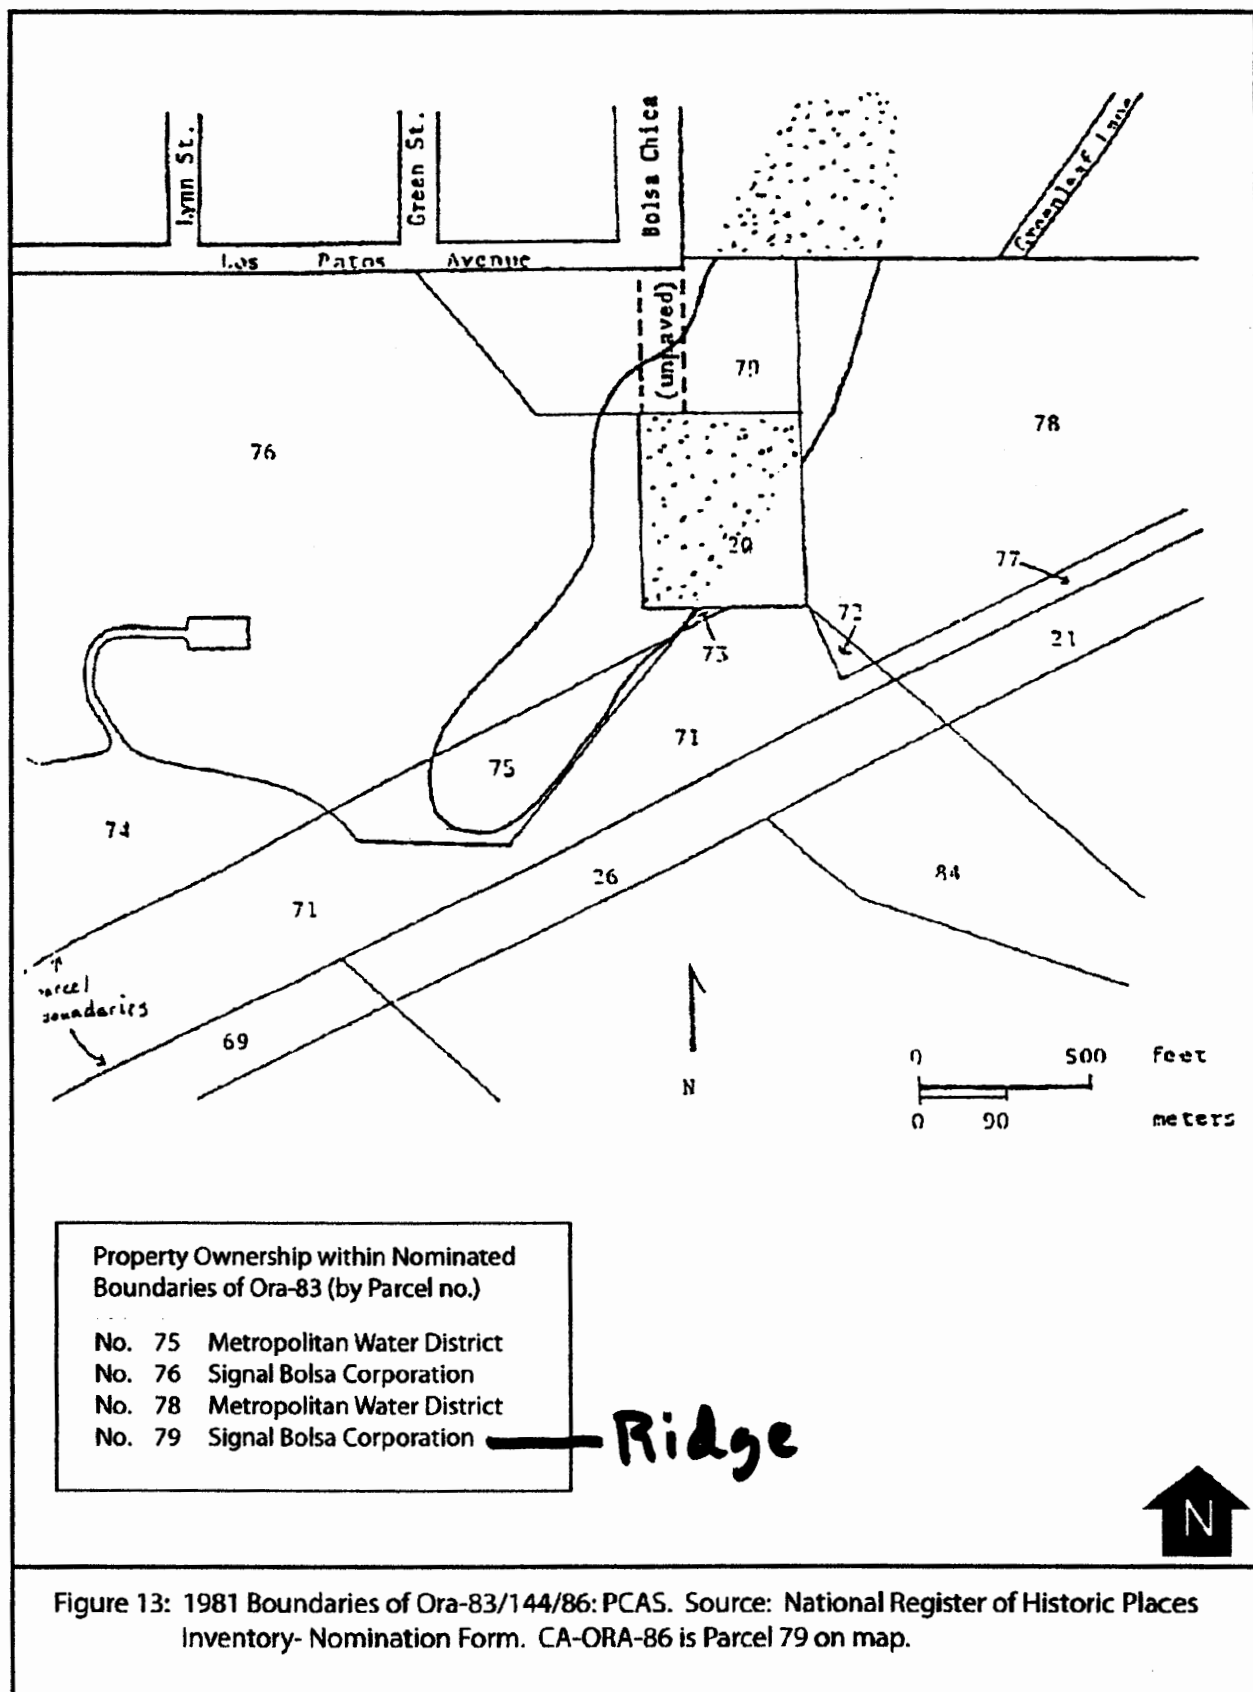 Lynn St.
Green St.
Bolsa Chica
Greenleaf Lane
Los Patos Avenue
(unpaved)
79
76
78
20
77
72
73
21
71
75
74
26
84
71
parcel
boundaries
69
N
0 500 feet
0 90 meters
Property Ownership within Nominated
Boundaries of Ora-83 (by Parcel no.)
No. 75 Metropolitan Water District
No. 76 Signal Bolsa Corporation
No. 78 Metropolitan Water District
No. 79 Signal Bolsa Corporation
Ridge
N
Figure 13: 1981 Boundaries of Ora-83/144/86: PCAS. Source: National Register of Historic Places
Inventory- Nomination Form. CA-ORA-86 is Parcel 79 on map.